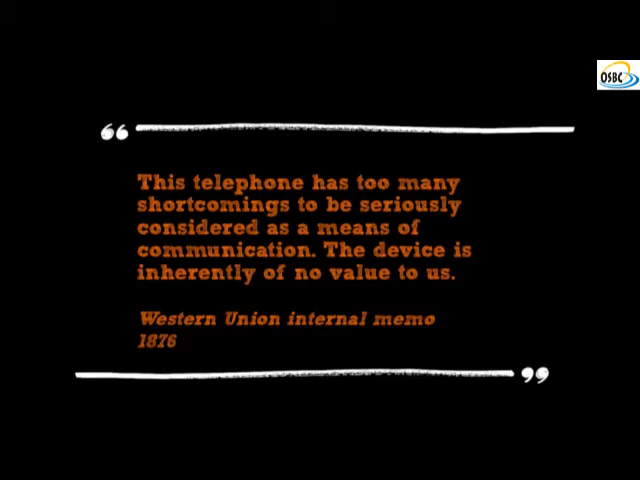 OSBC
“
This telephone has too many
shortcomings to be seriously
considered as a means of
communication. The device is
inherently of no value to us.
Western Union internal memo
1876
”